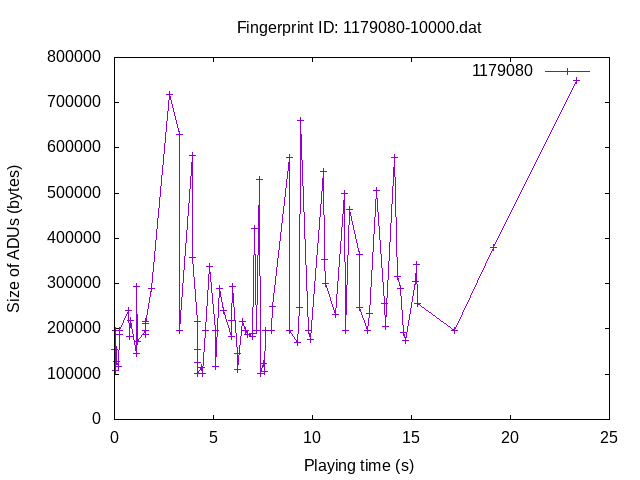 Fingerprint ID: 1179080-10000.dat
800000
1179080
700000
600000
500000
400000
300000
200000
100000
0
Size of ADUs (bytes)
0 5 10 15 20 25
Playing time (s)